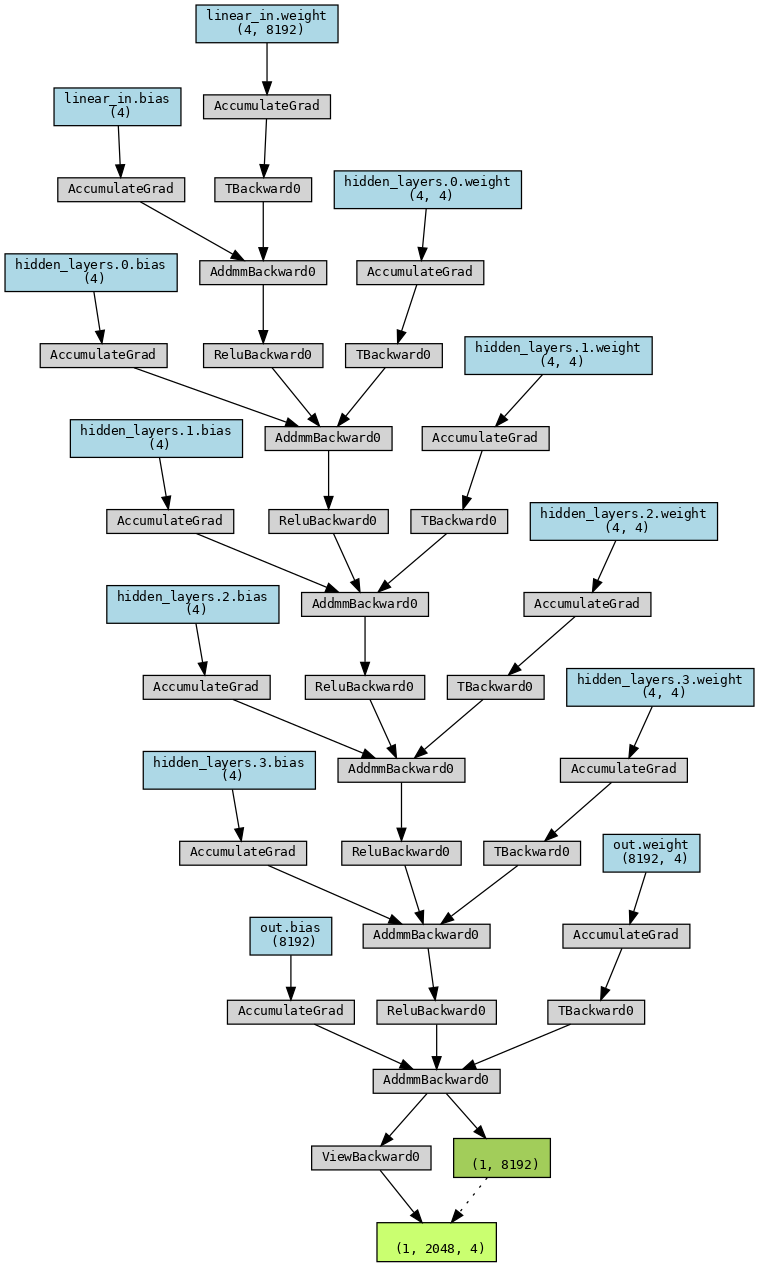 linear_in.weight
(4, 8192)
linear_in.bias
(4)
AccumulateGrad
AccumulateGrad
TBackward0
hidden_layers.0.weight
(4, 4)
hidden_layers.0.bias
(4)
AddmmBackward0
AccumulateGrad
AccumulateGrad
ReluBackward0
TBackward0
hidden_layers.1.weight
(4, 4)
hidden_layers.1.bias
(4)
AddmmBackward0
AccumulateGrad
AccumulateGrad
ReluBackward0
TBackward0
hidden_layers.2.weight
(4, 4)
hidden_layers.2.bias
(4)
AddmmBackward0
AccumulateGrad
AccumulateGrad
ReluBackward0
TBackward0
hidden_layers.3.weight
(4, 4)
hidden_layers.3.bias
(4)
AddmmBackward0
AccumulateGrad
AccumulateGrad
ReluBackward0
TBackward0
out.weight
(8192, 4)
out.bias
(8192)
AddmmBackward0
AccumulateGrad
AccumulateGrad
ReluBackward0
TBackward0
AddmmBackward0
ViewBackward0
(1, 8192)
(1, 2048, 4)